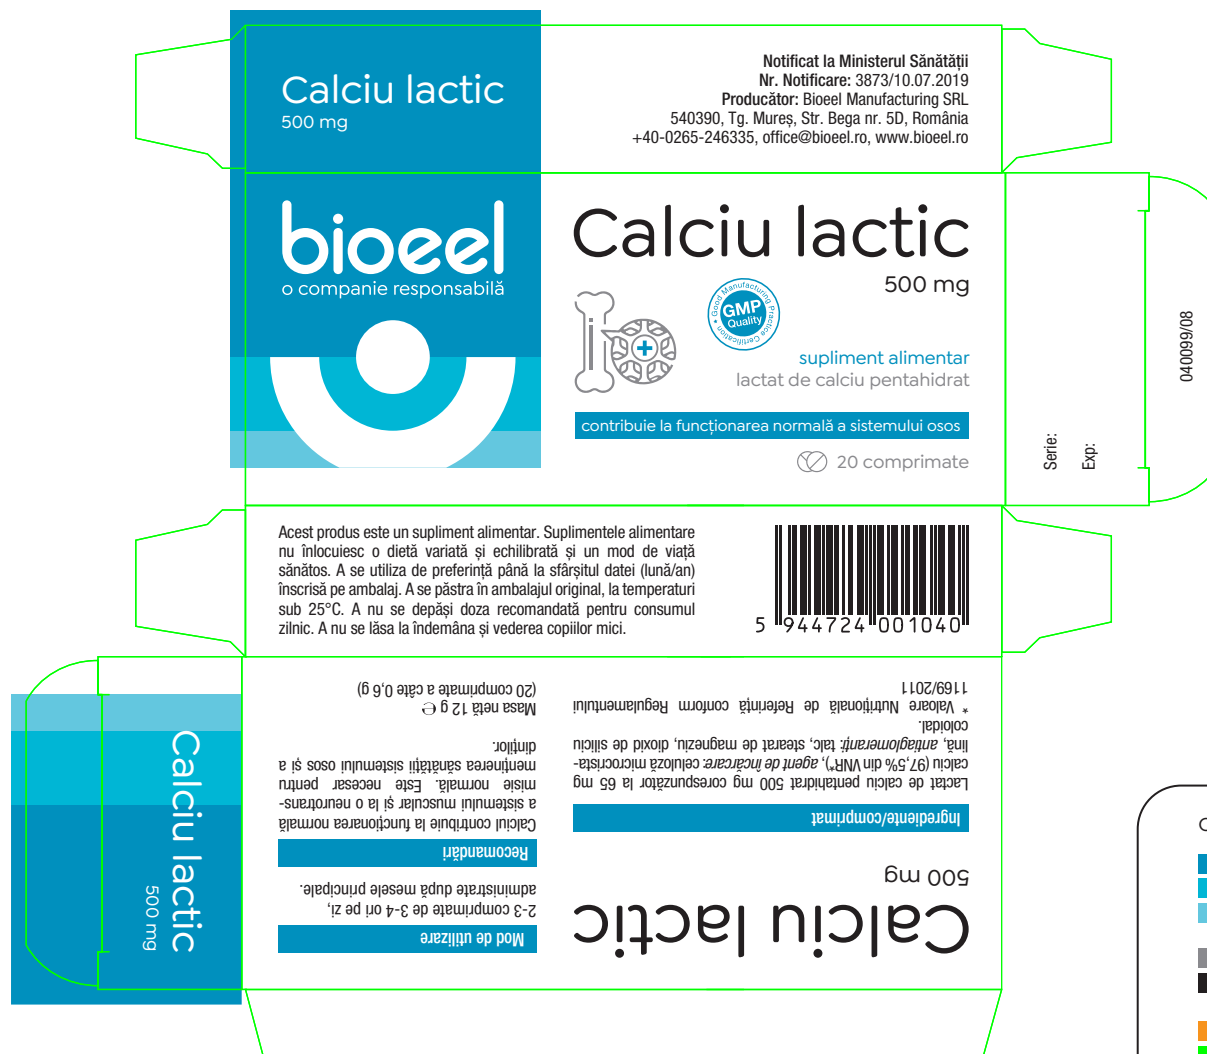 Calciu lactic
500 mg
Notificat la Ministerul Sănătății
Nr. Notificare: 3873/10.07.2019
Producător: Bioeel Manufacturing SRL
540390, Tg. Mureș, Str. Bega nr. 5D, România
+40-0265-246335, office@bioeel.ro, www.bioeel.ro
bioeel
o companie responsabilă
Calciu lactic
500 mg
Good Manufacturing Practice Certification
GMP
Quality
supliment alimentar
lactat de calciu pentahidrat
contribuie la funcționarea normală a sistemului osos
20 comprimate
Serie:
Exp:
040099/08
Acest produs este un supliment alimentar. Suplimentele alimentare
nu înlocuiesc o dietă variată și echilibrată și un mod de viață
sănătos. A se utiliza de preferință până la sfârșitul datei (lună/an)
înscrisă pe ambalaj. A se păstra în ambalajul original, la temperaturi
sub 25°C. A nu se depăși doza recomandată pentru consumul
zilnic. A nu se lăsa la îndemâna și vederea copiilor mici.
5 944724 001040
Calciu lactic
500 mg
Calciu lactic
500 mg
Ingrediente/comprimat
Lactat de calciu pentahidrat 500 mg corespunzător la 65 mg
calciu (97,5% din VNR*), agent de încărcare: celuloză microcrista-
lină, antiaglomeranți: talc, stearat de magneziu, dioxid de siliciu
coloidal.
* Valoare Nutrițională de Referință conform Regulamentului
1169/2011
Mod de utilizare
2-3 comprimate de 3-4 ori pe zi,
administrate după mesele principale.
Recomandări
Calciul contribuie la funcționarea normală
a sistemului muscular și la o neurotrans-
misie normală. Este necesar pentru
menținerea sănătății sistemului osos și a
dinților.
Masa netă 12 g ℮
(20 comprimate a câte 0,6 g)